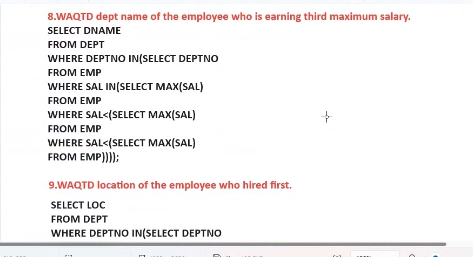 8.WAQTD dept name of the employee who is earning third maximum salary.
SELECT DNAME
FROM DEPT
WHERE DEPTNO IN(SELECT DEPTNO
FROM EMP
WHERE SAL IN(SELECT MAX(SAL)
FROM EMP
WHERE SAL<(SELECT MAX(SAL)
FROM EMP
WHERE SAL<(SELECT MAX(SAL)
FROM EMP))));
9.WAQTD location of the employee who hired first.
SELECT LOC
FROM DEPT
WHERE DEPTNO IN(SELECT DEPTNO